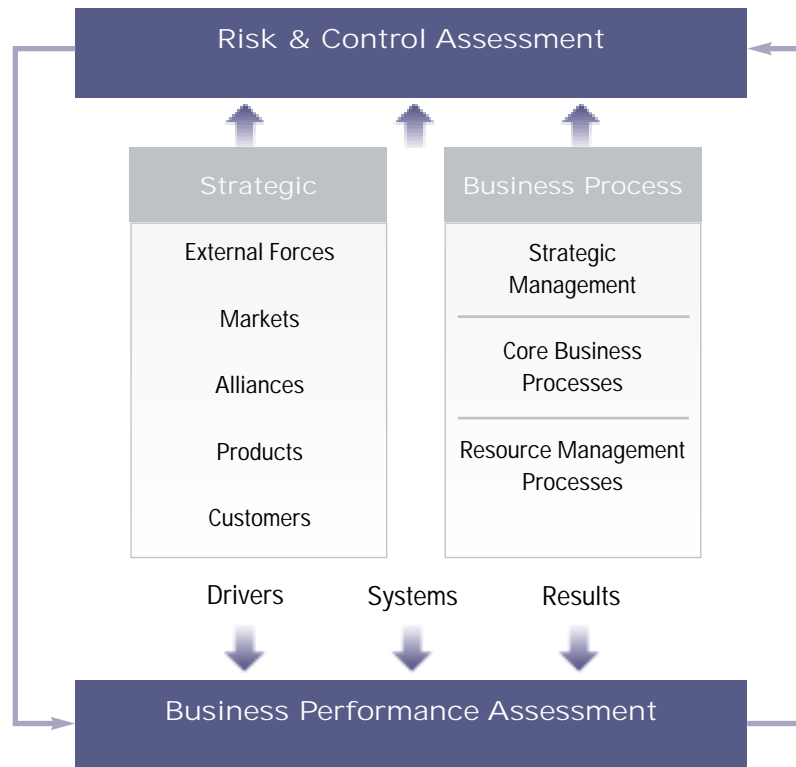 Risk & Control Assessment
Strategic
External Forces
Markets
Alliances
Products
Customers
Business Process
Strategic
Management
Core Business
Processes
Resource Management
Processes
Drivers
Systems
Results
Business Performance Assessment